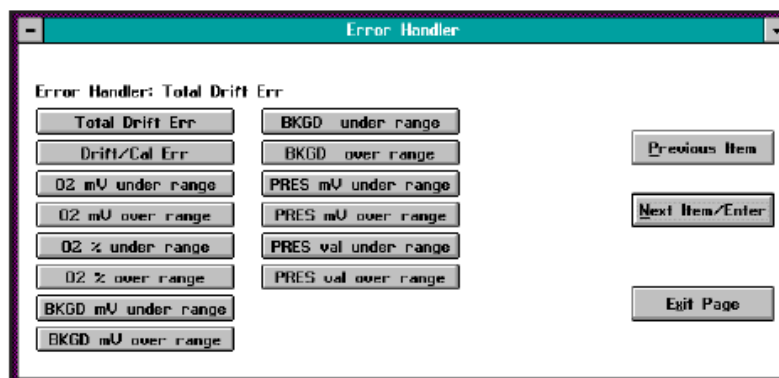 Error Handler
Error Handler: Total Drift Err
Total Drift Err
Drift/Cal Err
O2 mV under range
O2 mV over range
O2 % under range
O2 % over range
BKGD mV under range
BKGD mV over range
BKGD under range
BKGD over range
PRES mV under range
PRES mV over range
PRES val under range
PRES val over range
Previous Item
Next Item/Enter
Exit Page